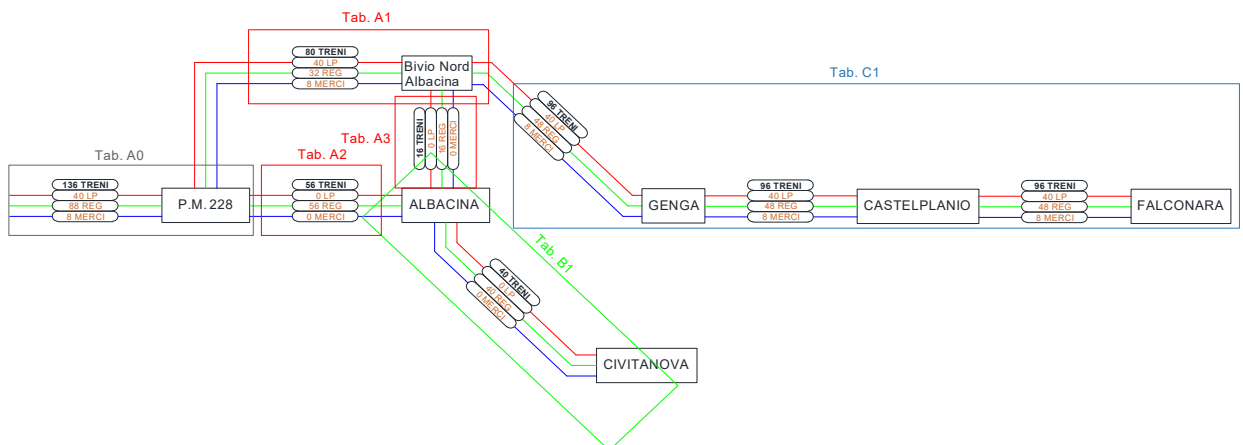 Tab. A1
80 TRENI
40 LP
32 REG
8 MERCI
Bivio Nord
Albacina
Tab. C1
96 TRENI
40 LP
48 REG
8 MERCI
Tab. A3
16 TRENI
0 LP
16 REG
0 MERCI
Tab. A0
136 TRENI
40 LP
88 REG
8 MERCI
P.M. 228
Tab. A2
56 TRENI
0 LP
56 REG
0 MERCI
ALBACINA
GENGA
96 TRENI
40 LP
48 REG
8 MERCI
CASTELPLANIO
96 TRENI
40 LP
48 REG
8 MERCI
FALCONARA
Tab. B1
40 TRENI
0 LP
40 REG
0 MERCI
CIVITANOVA